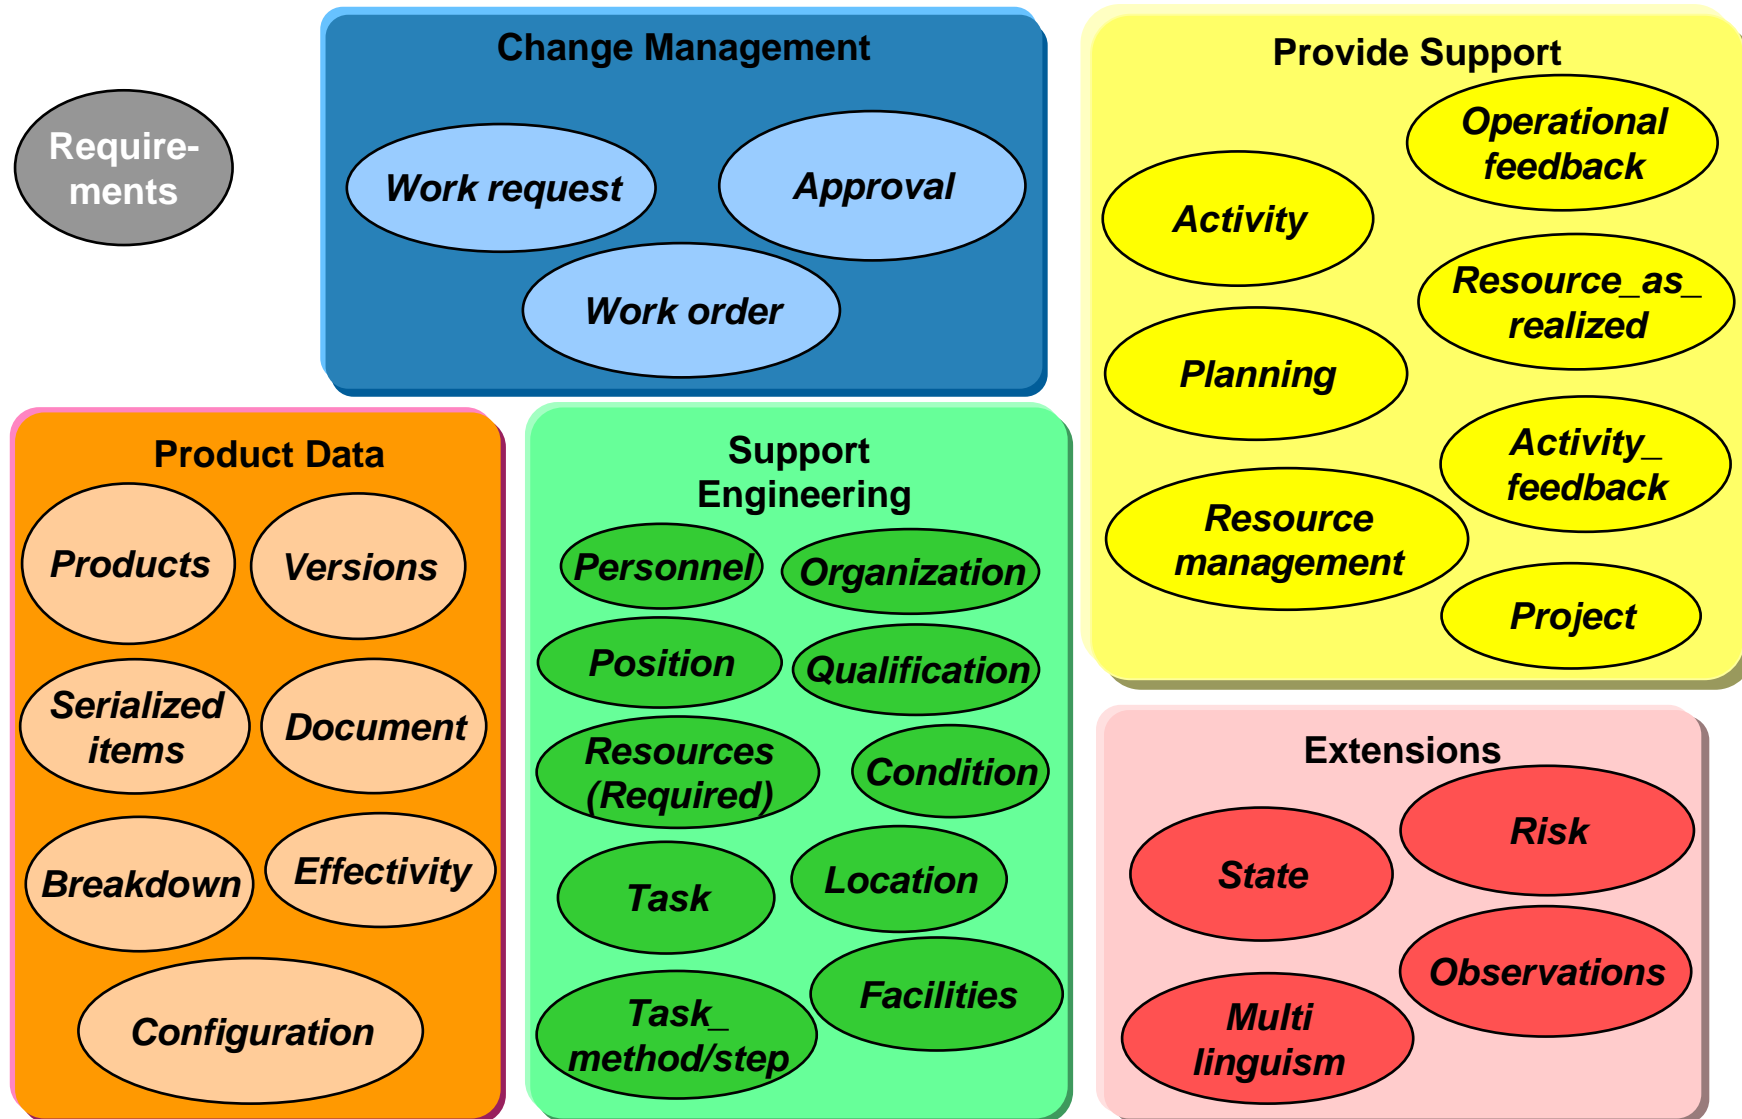 Require-
ments
Change Management
Work request
Approval
Work order
Provide Support
Operational
feedback
Activity
Resource_as_
realized
Planning
Activity_
feedback
Resource
management
Project
Product Data
Products
Versions
Serialized
items
Document
Breakdown
Effectivity
Configuration
Support
Engineering
Personnel
Organization
Position
Qualification
Resources
(Required)
Condition
Task
Location
Task_
method/step
Facilities
Extensions
Risk
State
Observations
Multi
linguism